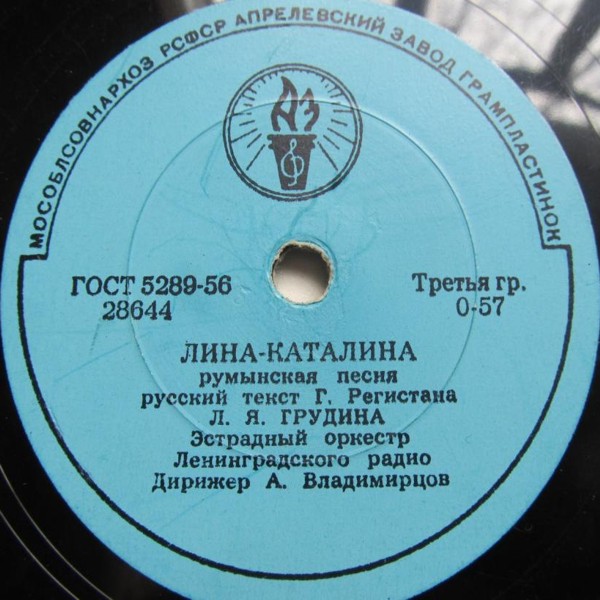 МОСОБЛСОВНАРХОЗ РСФСР АПРЕЛЕВСКИЙ ЗАВОД ГРАМПЛАСТИНОК
АЗ
ГОСТ 5289-56
28644
Третья гр.
0-57
ЛИНА-КАТАЛИНА
румынская песня
русский текст Г. Регистана
Л. Я. ГРУДИНА
Эстрадный оркестр
Ленинградского радио
Дирижер А. Владимирцов